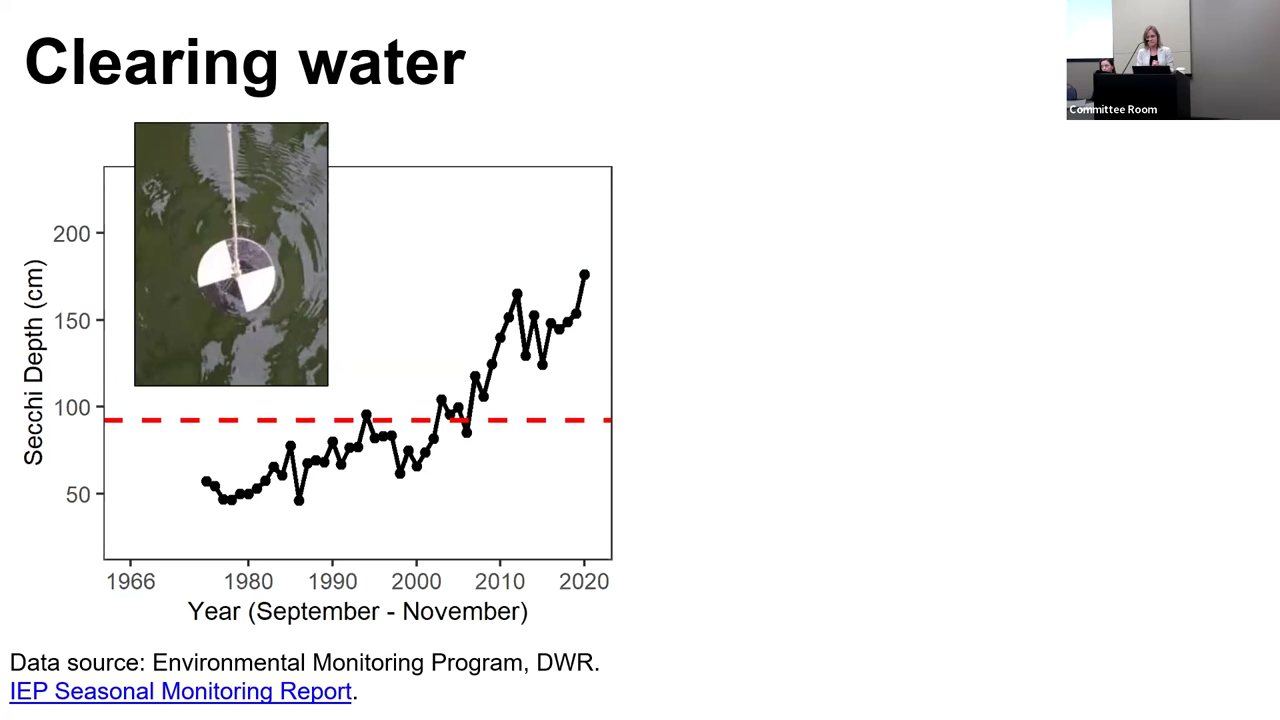 Clearing water
Committee Room
Secchi Depth (cm)
200
150
100
50
1966 1980 1990 2000 2010 2020
Year (September - November)
Data source: Environmental Monitoring Program, DWR.
IEP Seasonal Monitoring Report.